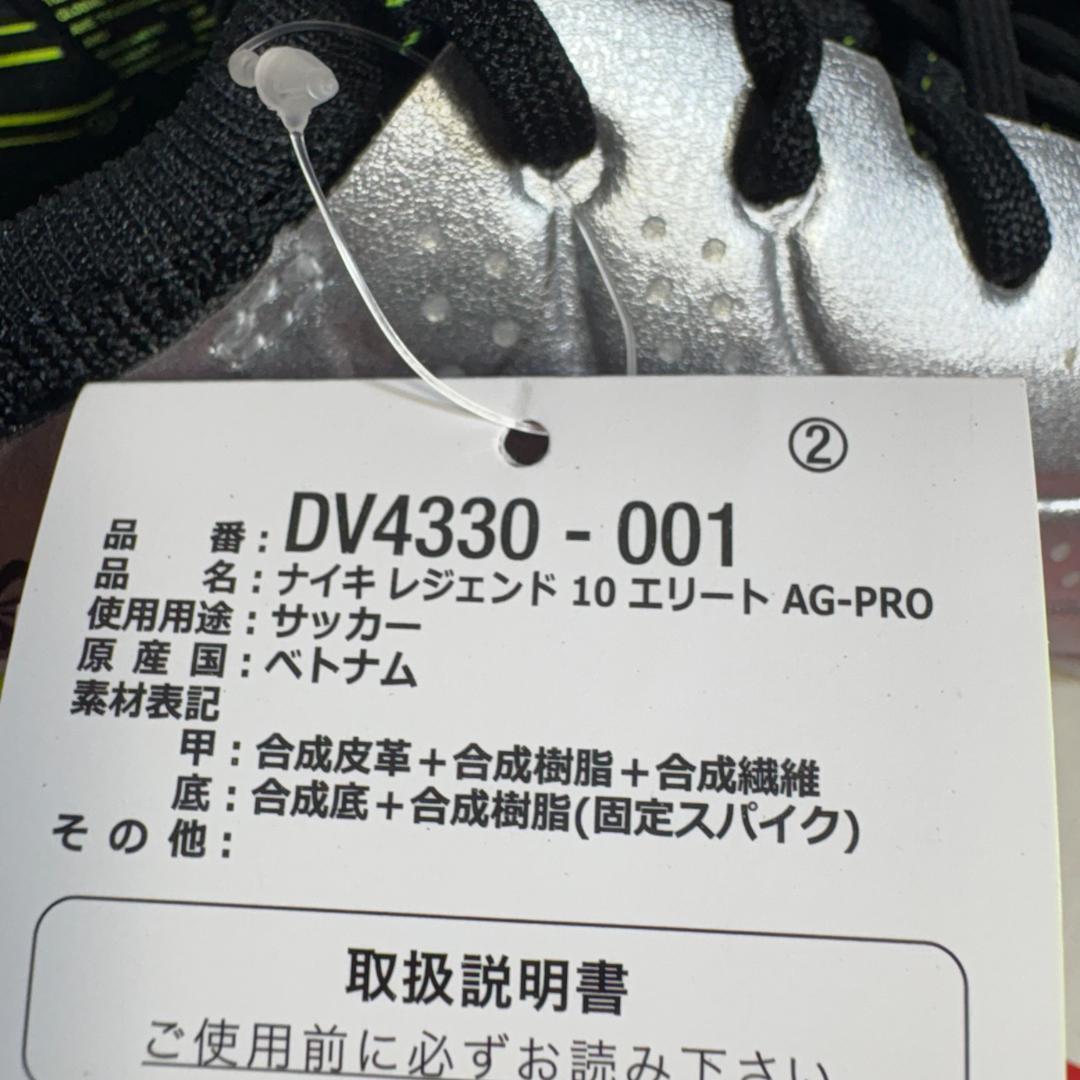 ②
品番:DV4330-001
品名:ナイキ レジェンド 10 エリート AG-PRO
使用用途:サッカー
原産国:ベトナム
素材表記
甲:合成皮革+合成樹脂+合成繊維
底:合成底+合成樹脂(固定スパイク)
その他:
取扱説明書
ご使用前に必ずお読み下さい